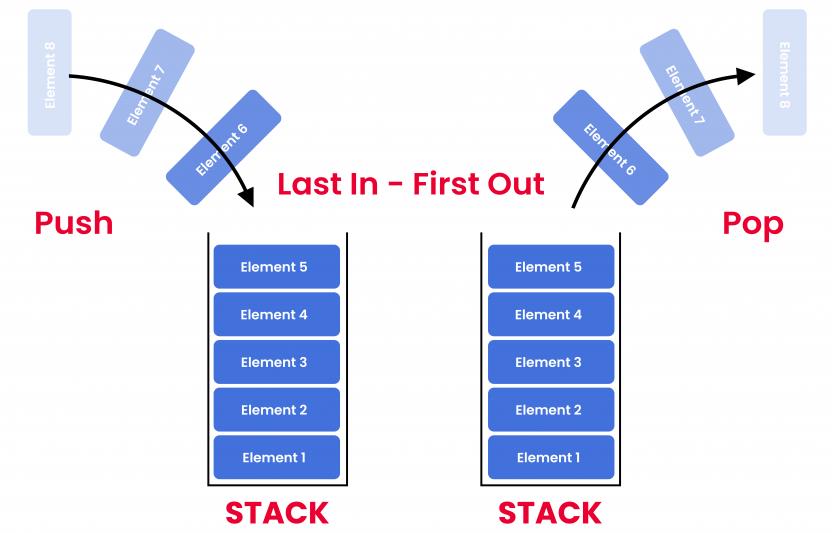 Element 8
Element 7
Element 6
Push
Last In - First Out
Element 6
Element 7
Element 8
Pop
Element 5
Element 4
Element 3
Element 2
Element 1
STACK
Element 5
Element 4
Element 3
Element 2
Element 1
STACK